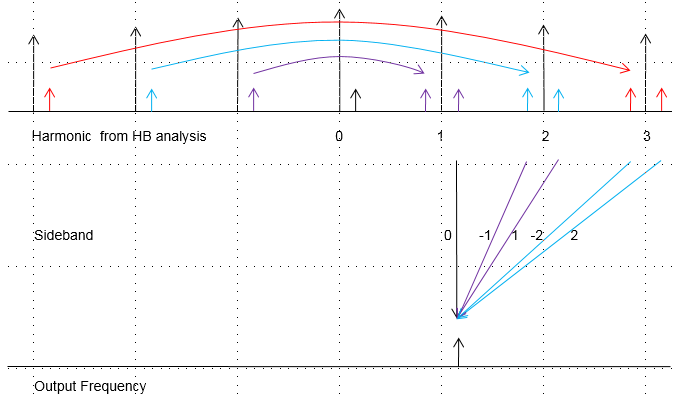 Harmonic  from HB analysis 0 1 2 3
Sideband 0 -1 1 -2 2
Output Frequency